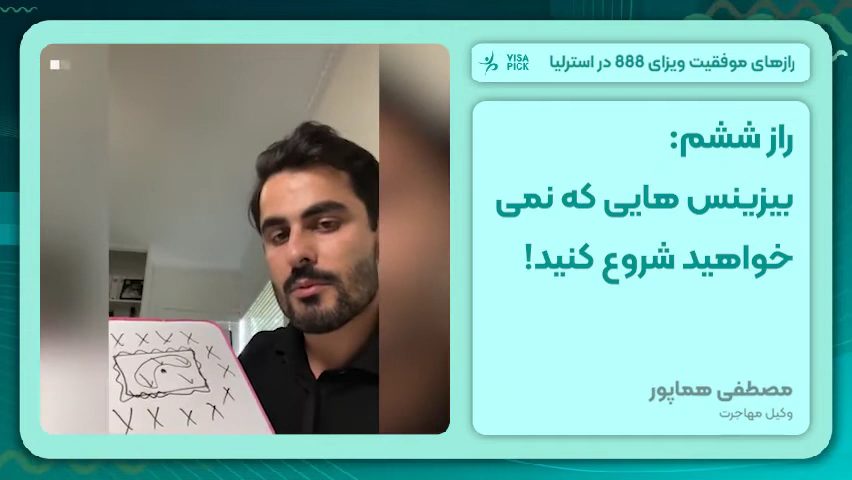 رازهای موفقیت ویزای 888 در استرلیا
VISA
PICK
راز ششم:
بیزینس هایی که نمی
خواهید شروع کنید!
مصطفی هماپور
وکیل مهاجرت